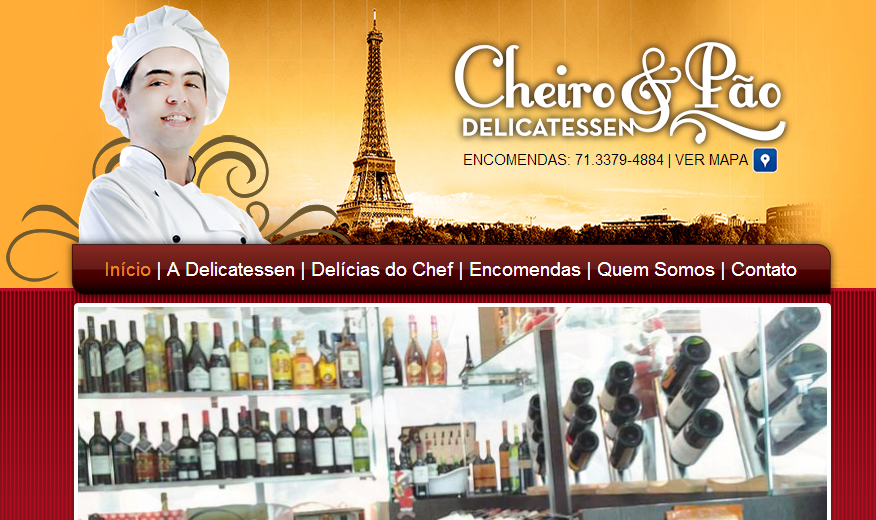 Cheiro & Pão
DELICATESSEN
ENCOMENDAS: 71.3379-4884 | VER MAPA
Início | A Delicatessen | Delícias do Chef | Encomendas | Quem Somos | Contato